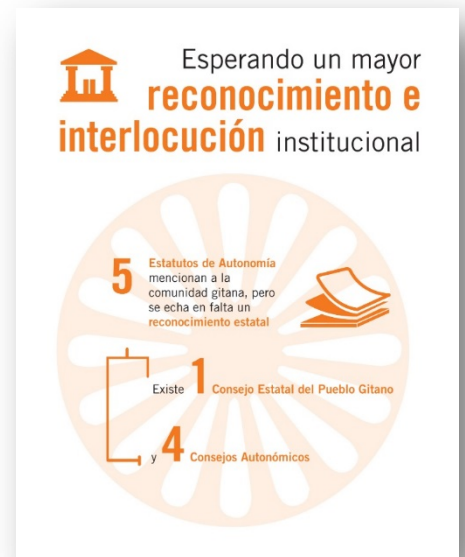 Esperando un mayor
reconocimiento e
interlocución institucional
5 Estatutos de Autonomía
mencionan a la
comunidad gitana, pero
se echa en falta un
reconocimiento estatal
Existe 1 Consejo Estatal del Pueblo Gitano
y 4 Consejos Autonómicos